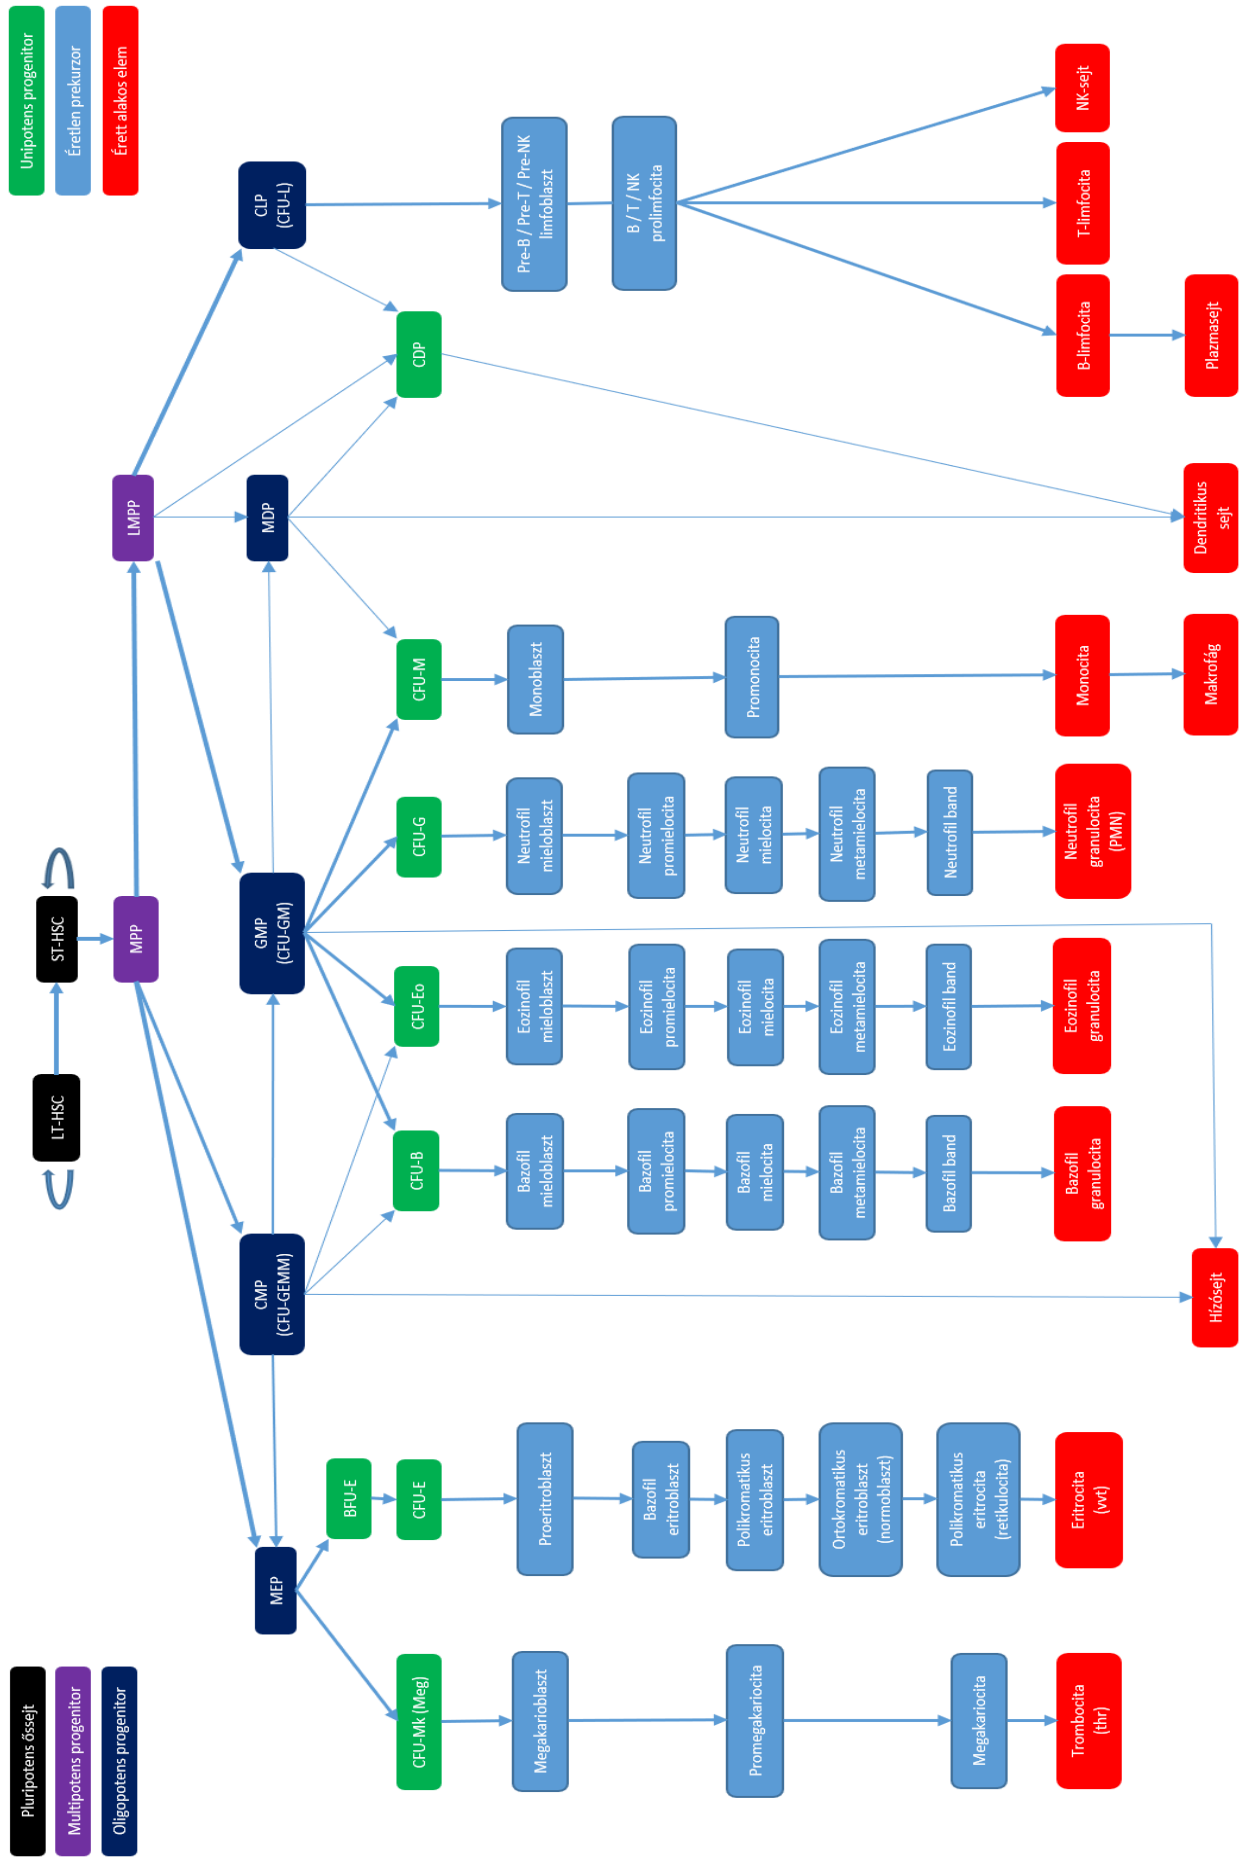 Pluripotens őssejt
Multipotens progenitor
Oligopotens progenitor
Unipotens progenitor
Éretlen prekurzor
Érett alakos elem
LT-HSC
ST-HSC
MPP
LMPP
MEP
CMP
(CFU-GEMM)
GMP
(CFU-GM)
MDP
CLP
(CFU-L)
BFU-E
CFU-Mk (Meg)
CFU-E
CFU-B
CFU-Eo
CFU-G
CFU-M
CDP
Megakarioblaszt
Proeritroblaszt
Bazofil
mieloblaszt
Eozinofil
mieloblaszt
Neutrofil
mieloblaszt
Monoblaszt
Pre-B / Pre-T / Pre-NK
limfoblaszt
Bazofil
eritroblaszt
Bazofil
promielocita
Eozinofil
promielocita
Neutrofil
promielocita
B / T / NK
prolimfocita
Promegakariocita
Polikromatikus
eritroblaszt
Bazofil
mielocita
Eozinofil
mielocita
Neutrofil
mielocita
Promonocita
Ortokromatikus
eritroblaszt
(normoblaszt)
Bazofil
metamielocita
Eozinofil
metamielocita
Neutrofil
metamielocita
Megakariocita
Polikromatikus
eritrocita
(retikulocita)
Bazofil band
Eozinofil band
Neutrofil band
Trombocita
(thr)
Eritrocita
(vvt)
Bazofil
granulocita
Eozinofil
granulocita
Neutrofil
granulocita
(PMN)
Monocita
B-limfocita
T-limfocita
NK-sejt
Hízósejt
Makrofág
Dendritikus
sejt
Plazmasejt